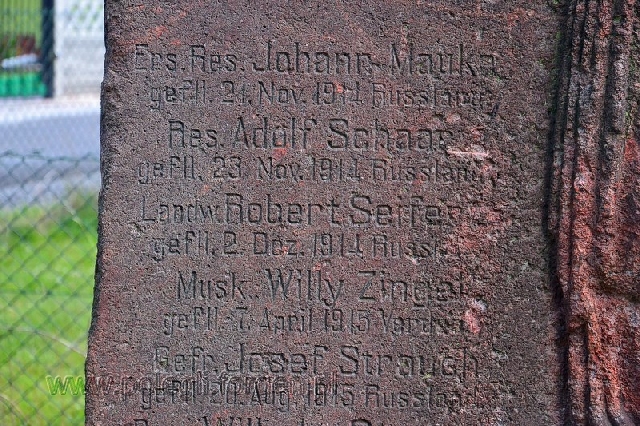 Ers. Res. Johann Mauka
gefll. 21. Nov. 1914 Russland
Res. Adolf Schaar
gefll. 23. Nov. 1914 Russland
Landw. Robert Seifer
gefll. 2. Dez. 1914 Russl
Musk. Willy Zingel
gefll. 7. April 1915
Gefr. Josef Strauch
gefll. 20. Aug. 1915 Russland